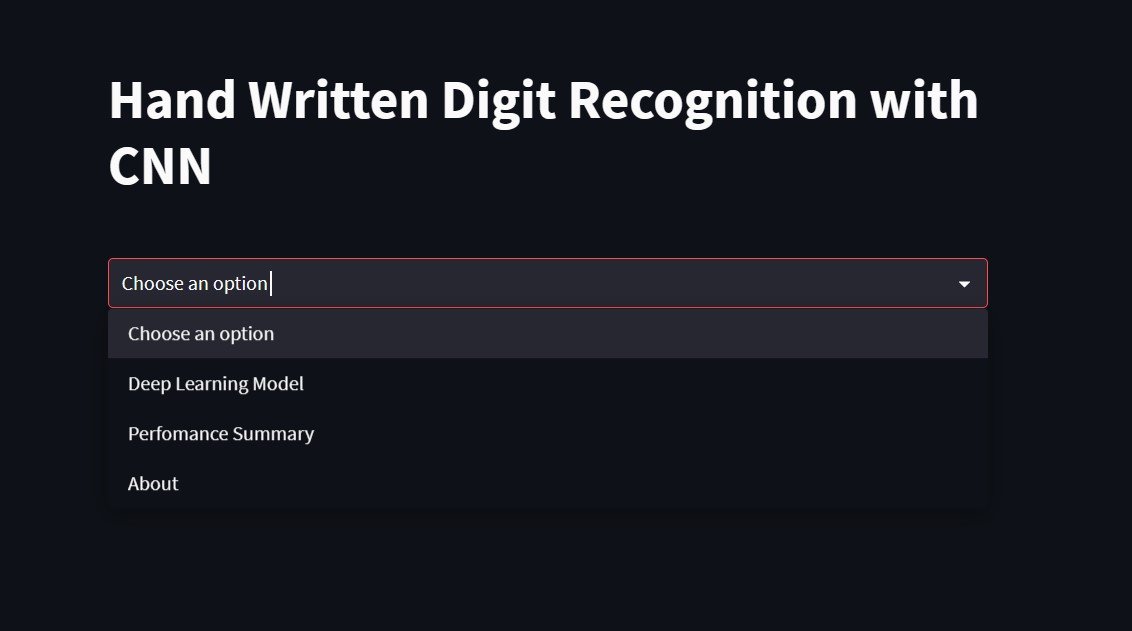 Hand Written Digit Recognition with
CNN
Choose an option
Choose an option
Deep Learning Model
Perfomance Summary
About